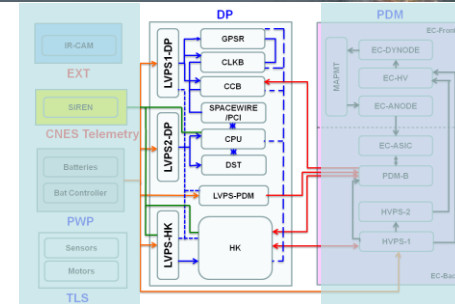 DP
PDM
IR-CAM
EXT
SIREN
CNES Telemetry
Batteries
Bat Controller
PWP
Sensors
Motors
TLS
LVPS1-DP
LVPS2-DP
LVPS-HK
GPSR
CLKB
CCB
SPACEWIRE
/PCI
CPU
DST
LVPS-PDM
HK
EC-Front
MAPMT
EC-DYNODE
EC-HV
EC-ANODE
EC-ASIC
PDM-B
HVPS-2
HVPS-1
EC-Bac